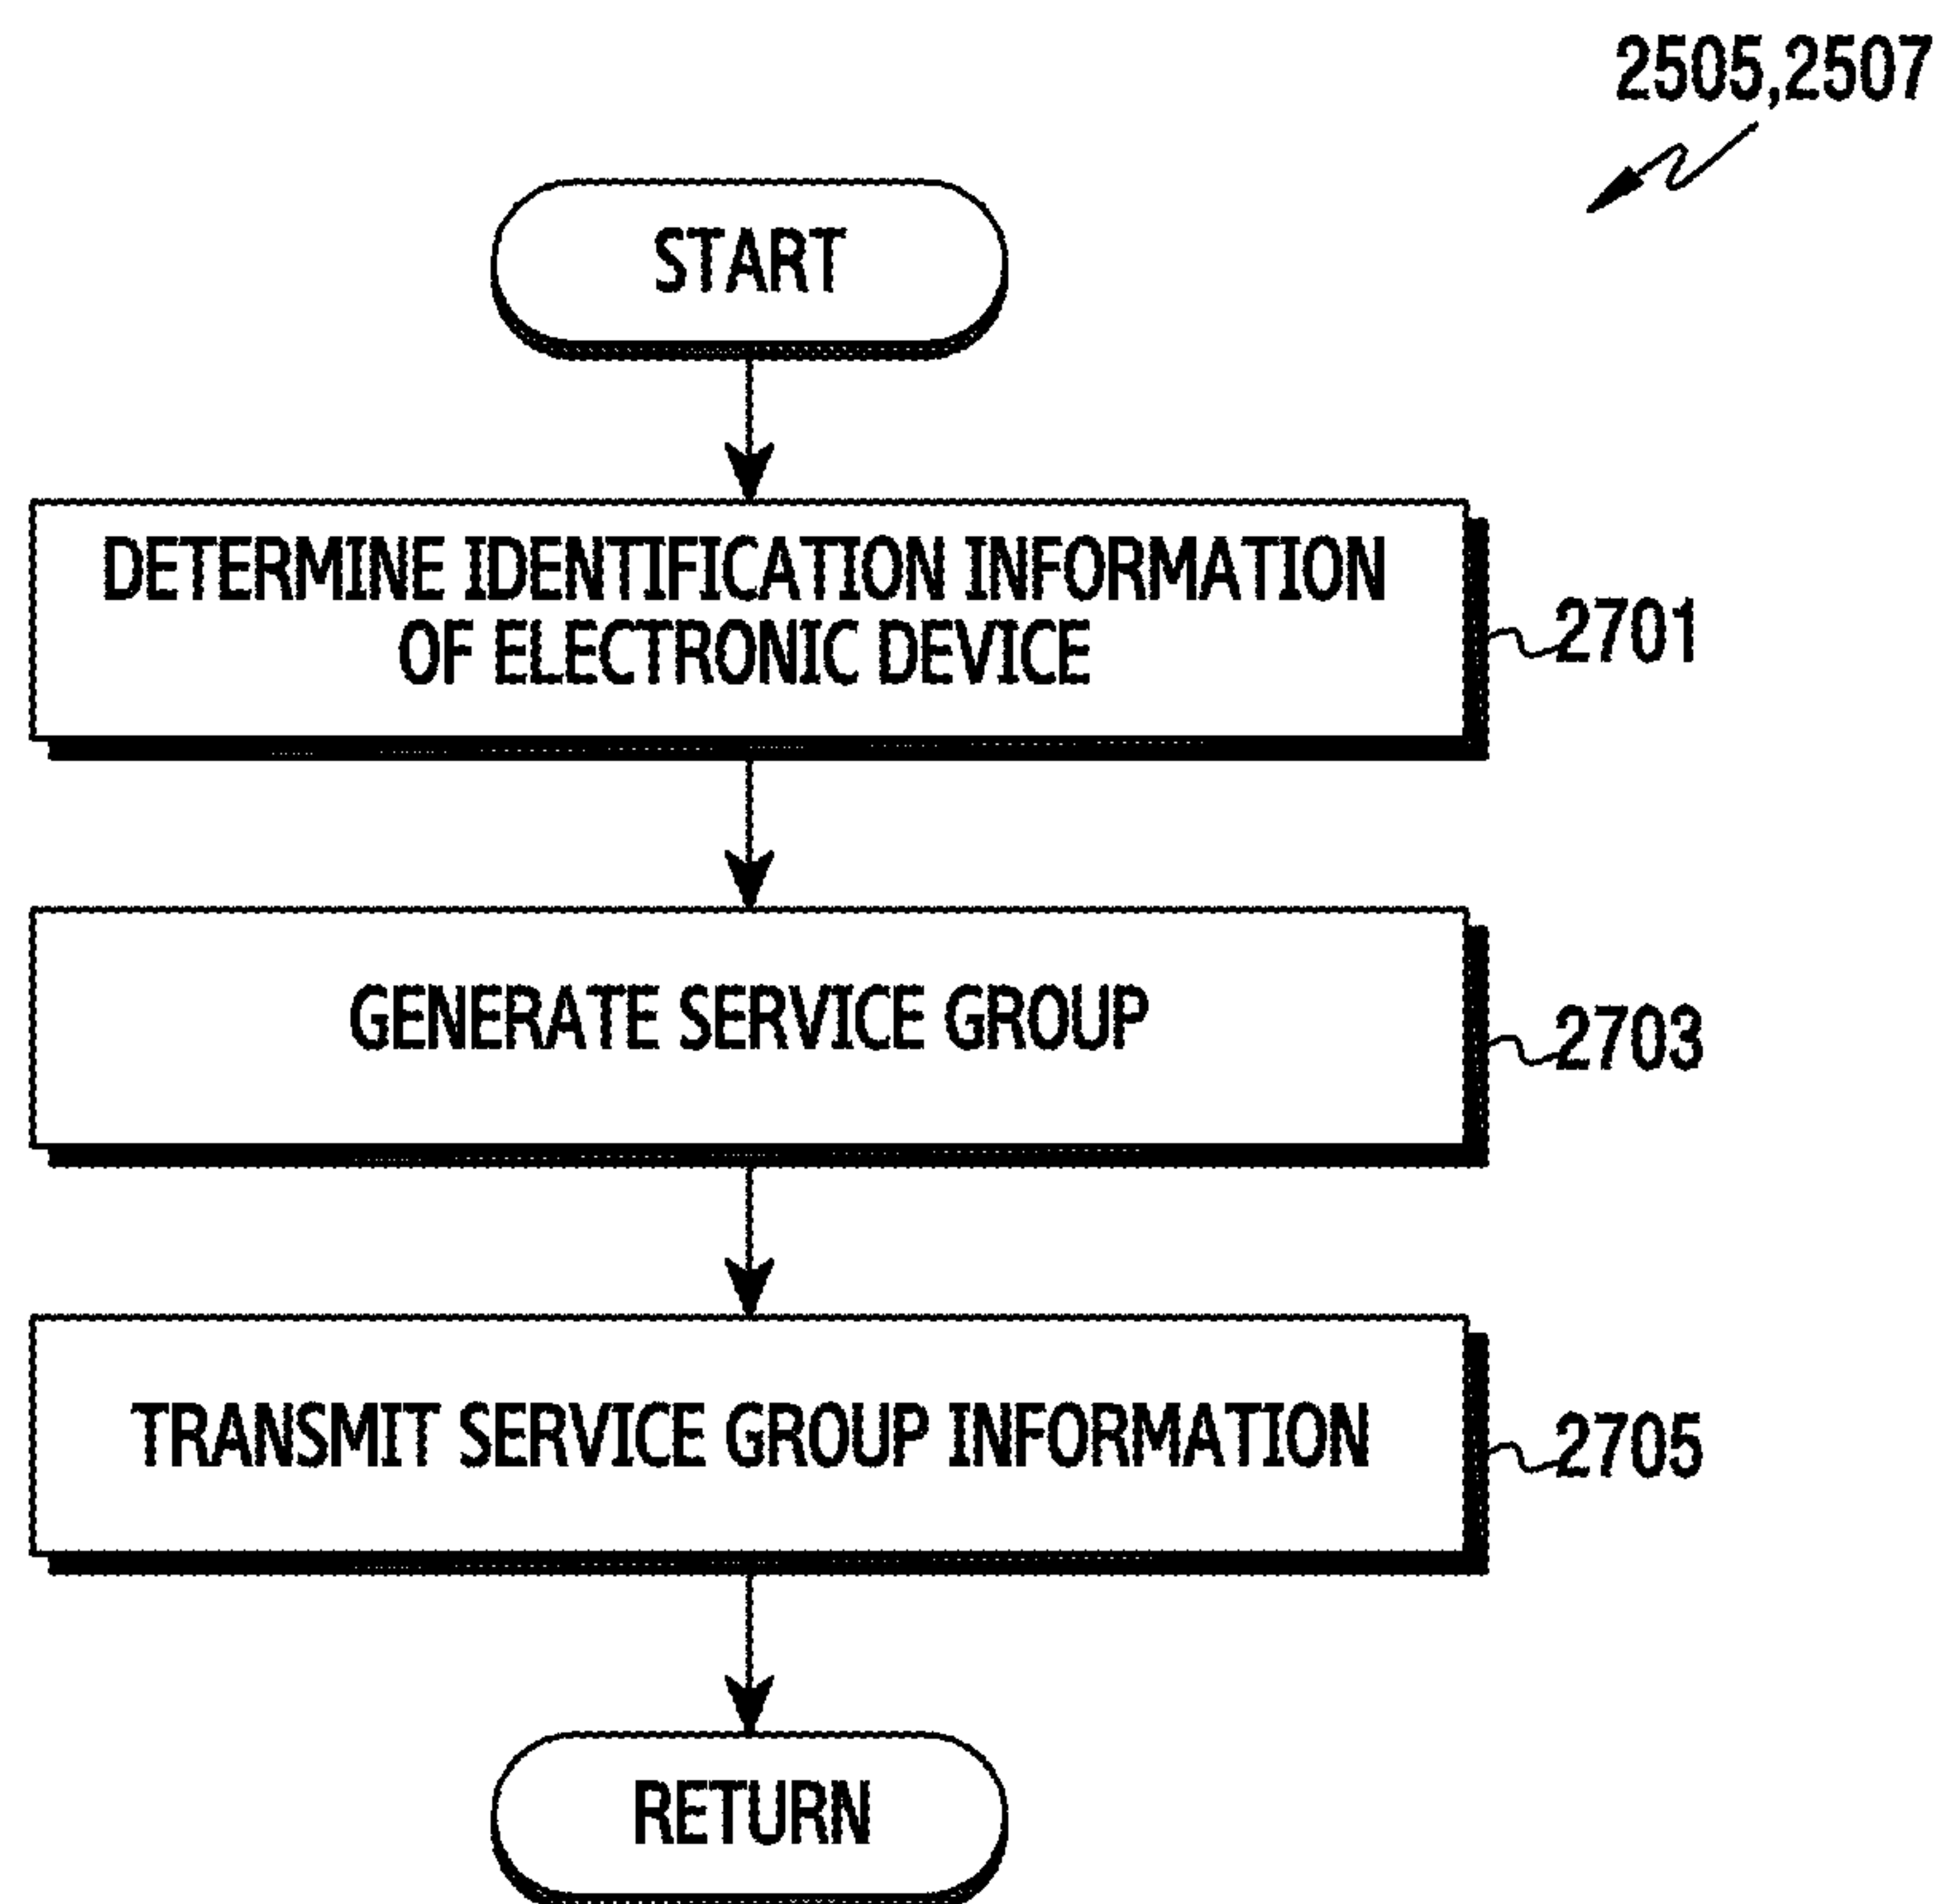 2505,2507
START
DETERMINE IDENTIFICATION INFORMATION
OF ELECTRONIC DEVICE
2701
GENERATE SERVICE GROUP
2703
TRANSMIT SERVICE GROUP INFORMATION
2705
RETURN